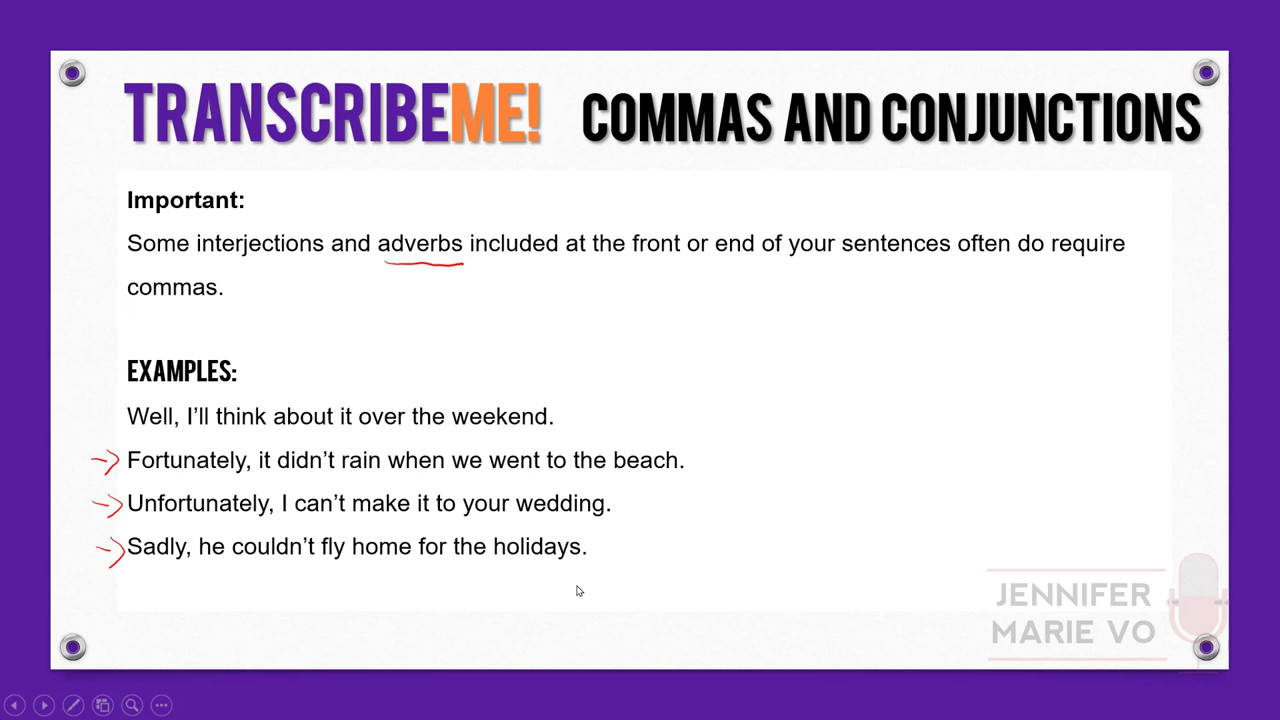 TRANSCRIBEME! COMMAS AND CONJUNCTIONS
Important:
Some interjections and adverbs included at the front or end of your sentences often do require
commas.
EXAMPLES:
Well, I’ll think about it over the weekend.
Fortunately, it didn’t rain when we went to the beach.
Unfortunately, I can’t make it to your wedding.
Sadly, he couldn’t fly home for the holidays.
JENNIFER
MARIE VO